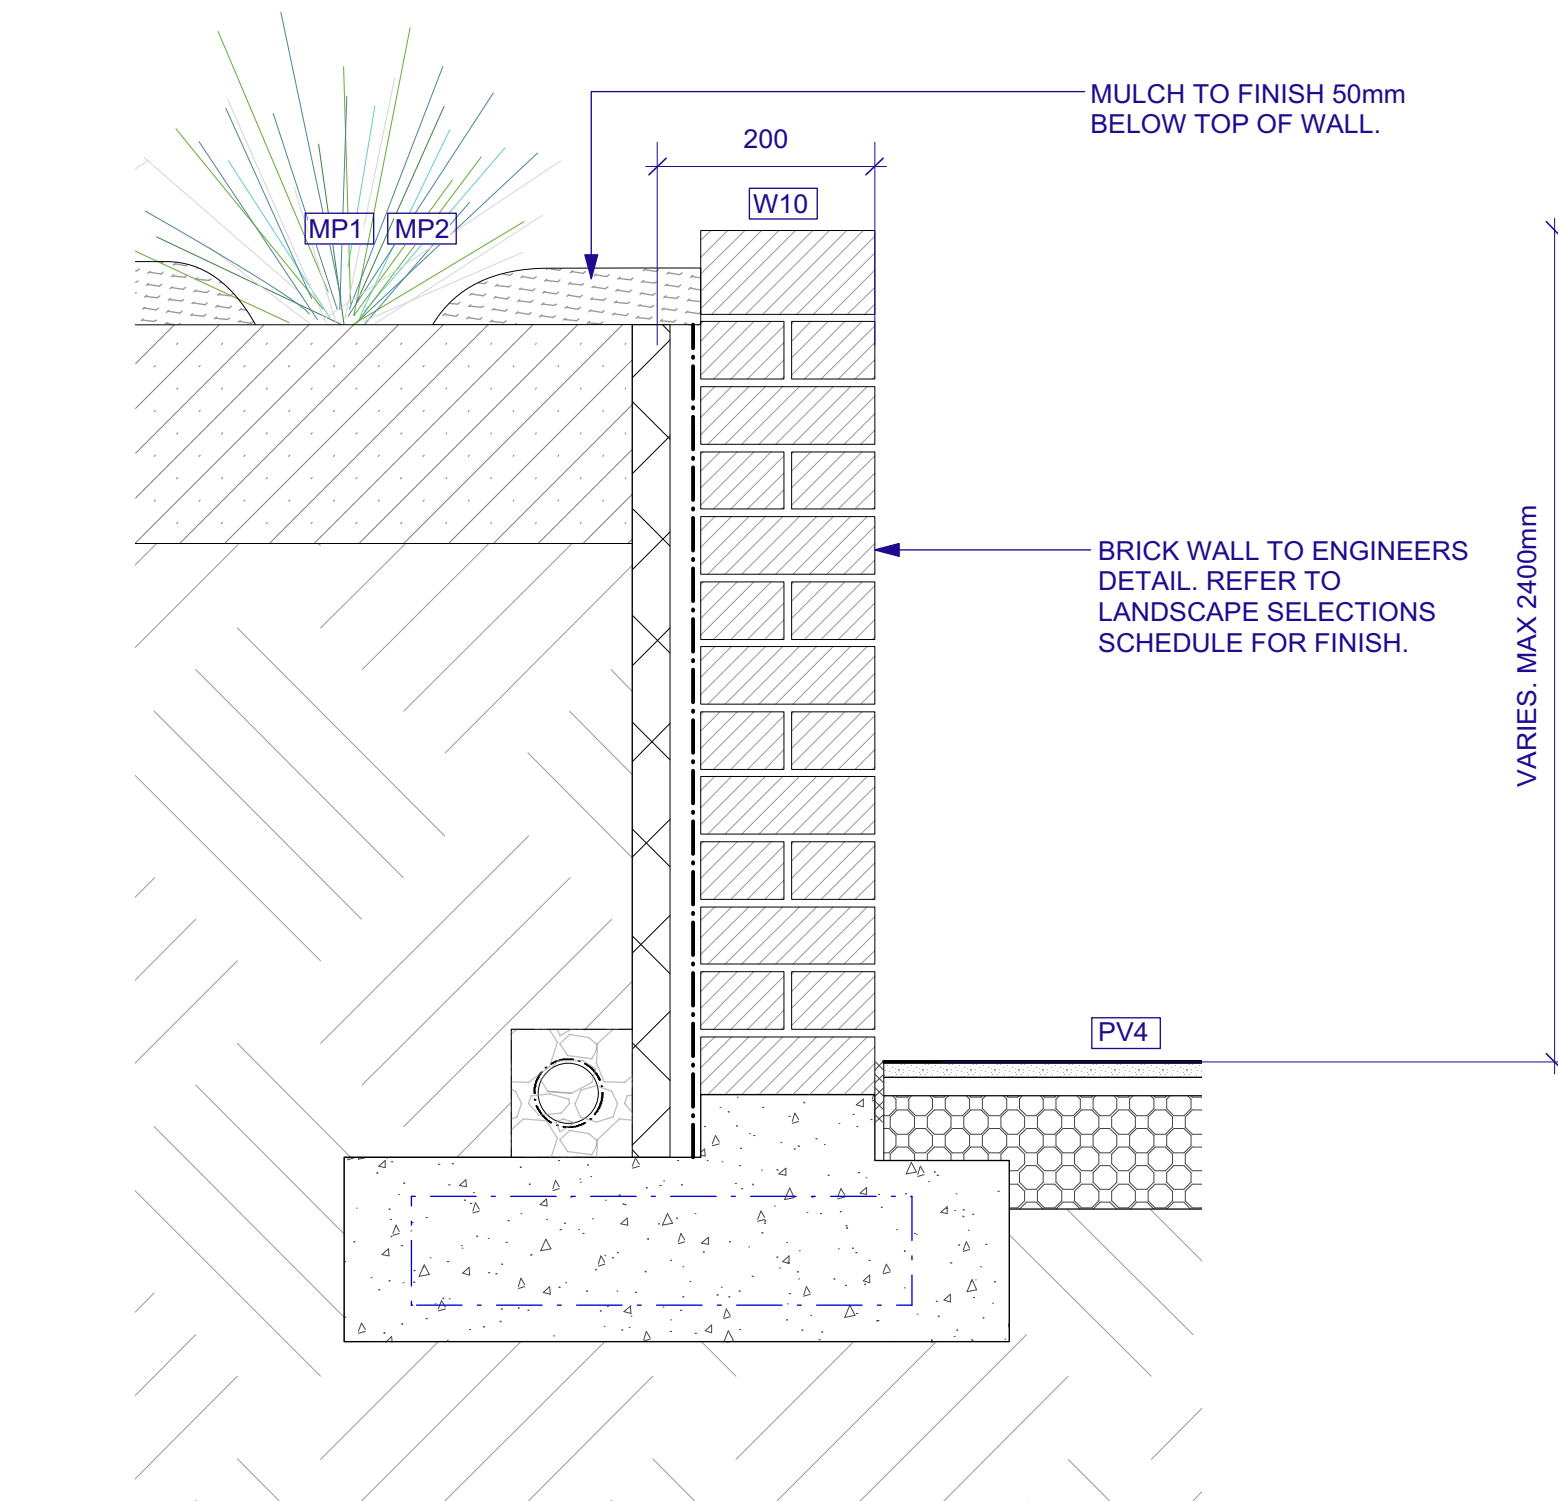 MULCH TO FINISH 50mm
BELOW TOP OF WALL.
200
W10
MP1
MP2
BRICK WALL TO ENGINEERS
DETAIL. REFER TO
LANDSCAPE SELECTIONS
SCHEDULE FOR FINISH.
VARIES. MAX 2400mm
PV4